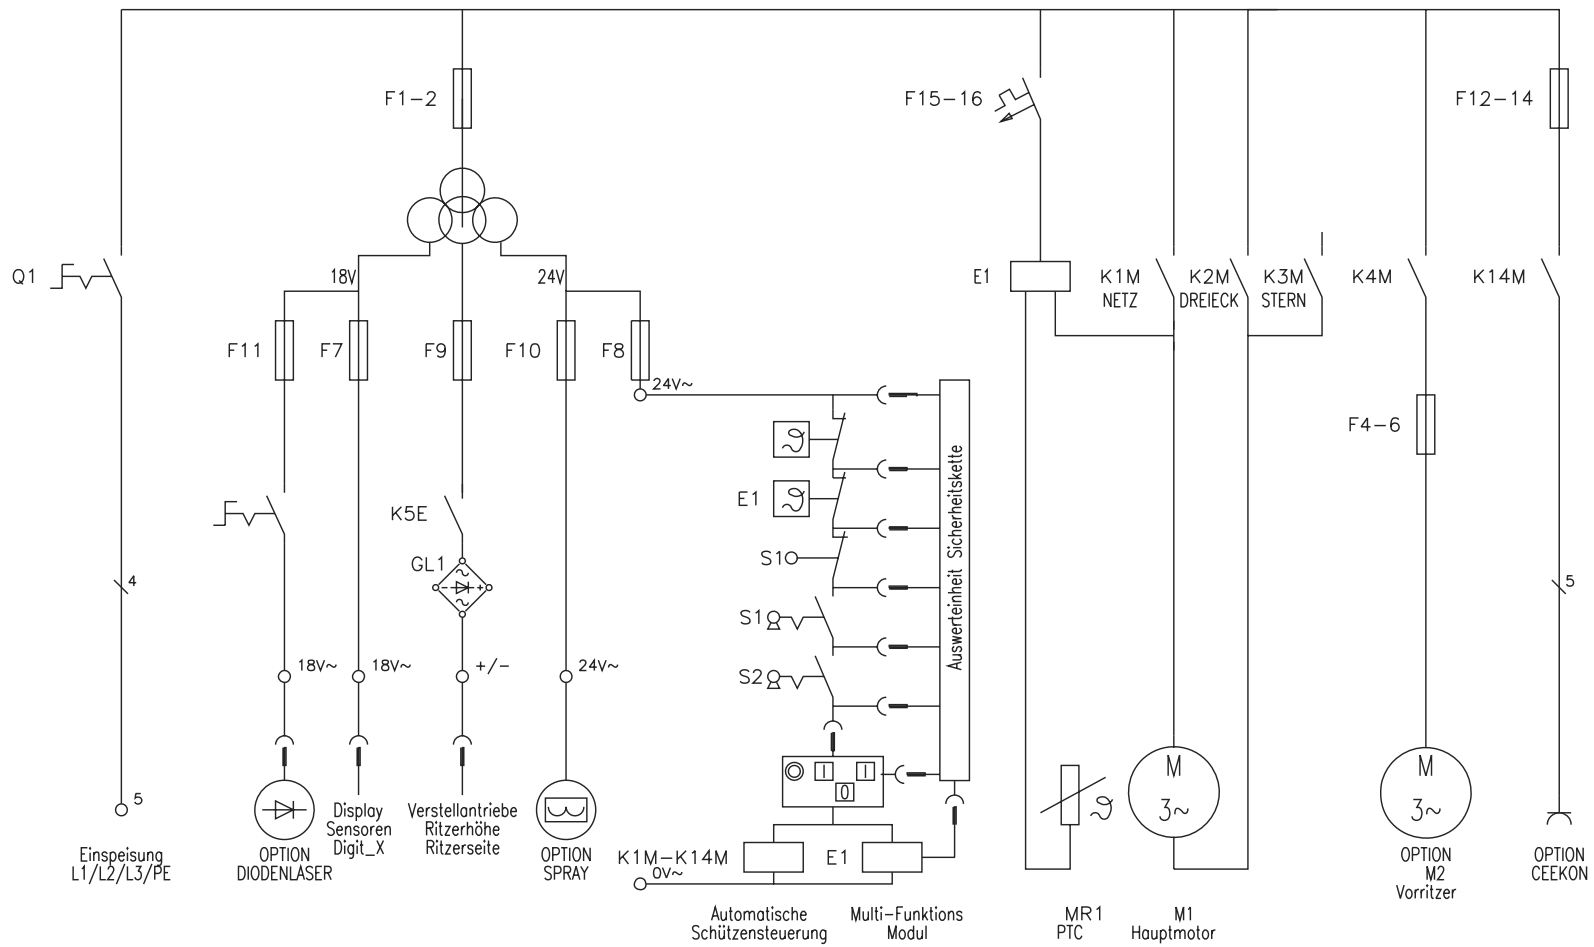 F1-2
F15-16
F12-14
Q1
18V
24V
E1
K1M
NETZ
K2M
DREIECK
K3M
STERN
K4M
K14M
F11
F7
F9
F10
F8
24V~
F4-6
Auswerteinheit Sicherheitskette
E1
K5E
GL1
~
- +
~
S1
S1
S2
4
5
18V~
18V~
+/-
24V~
5
I
I
0
M
3~
M
3~
Einspeisung
L1/L2/L3/PE
OPTION
DIODENLASER
Display
Sensoren
Digit_X
Verstellantriebe
Ritzerhöhe
Ritzerseite
OPTION
SPRAY
K1M-K14M
0V~
E1
Automatische
Schützensteuerung
Multi-Funktions
Modul
ϑ
MR1
PTC
M1
Hauptmotor
OPTION
M2
Vorritzer
OPTION
CEEKON